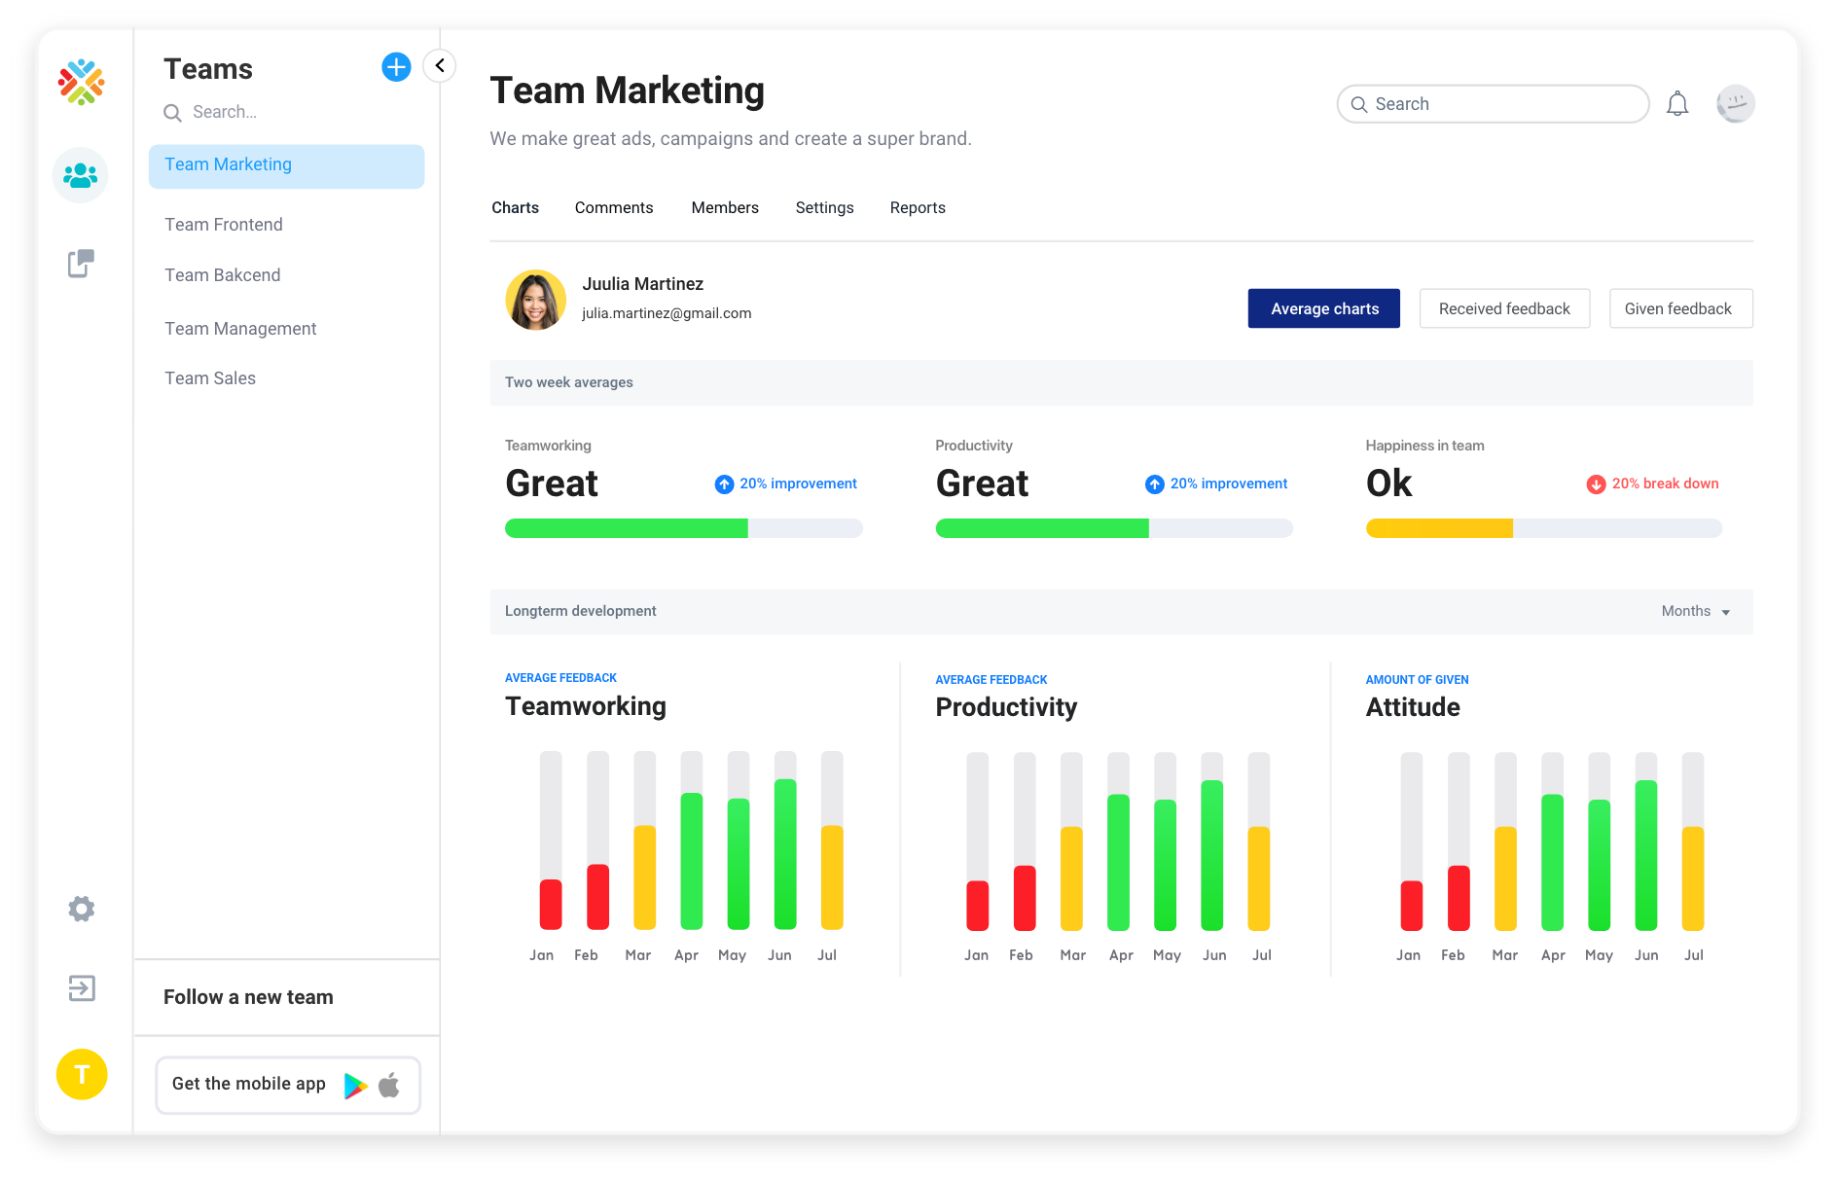 Teams
Search...
Team Marketing
Team Frontend
Team Bakcend
Team Management
Team Sales
Follow a new team
Get the mobile app
T
Team Marketing
We make great ads, campaigns and create a super brand.
Search
Charts Comments Members Settings Reports
Juulia Martinez
julia.martinez@gmail.com
Average charts Received feedback Given feedback
Two week averages
Teamworking
Great 20% improvement
Productivity
Great 20% improvement
Happiness in team
Ok 20% break down
Longterm development Months
AVERAGE FEEDBACK
Teamworking
Jan Feb Mar Apr May Jun Jul
AVERAGE FEEDBACK
Productivity
Jan Feb Mar Apr May Jun Jul
AMOUNT OF GIVEN
Attitude
Jan Feb Mar Apr May Jun Jul